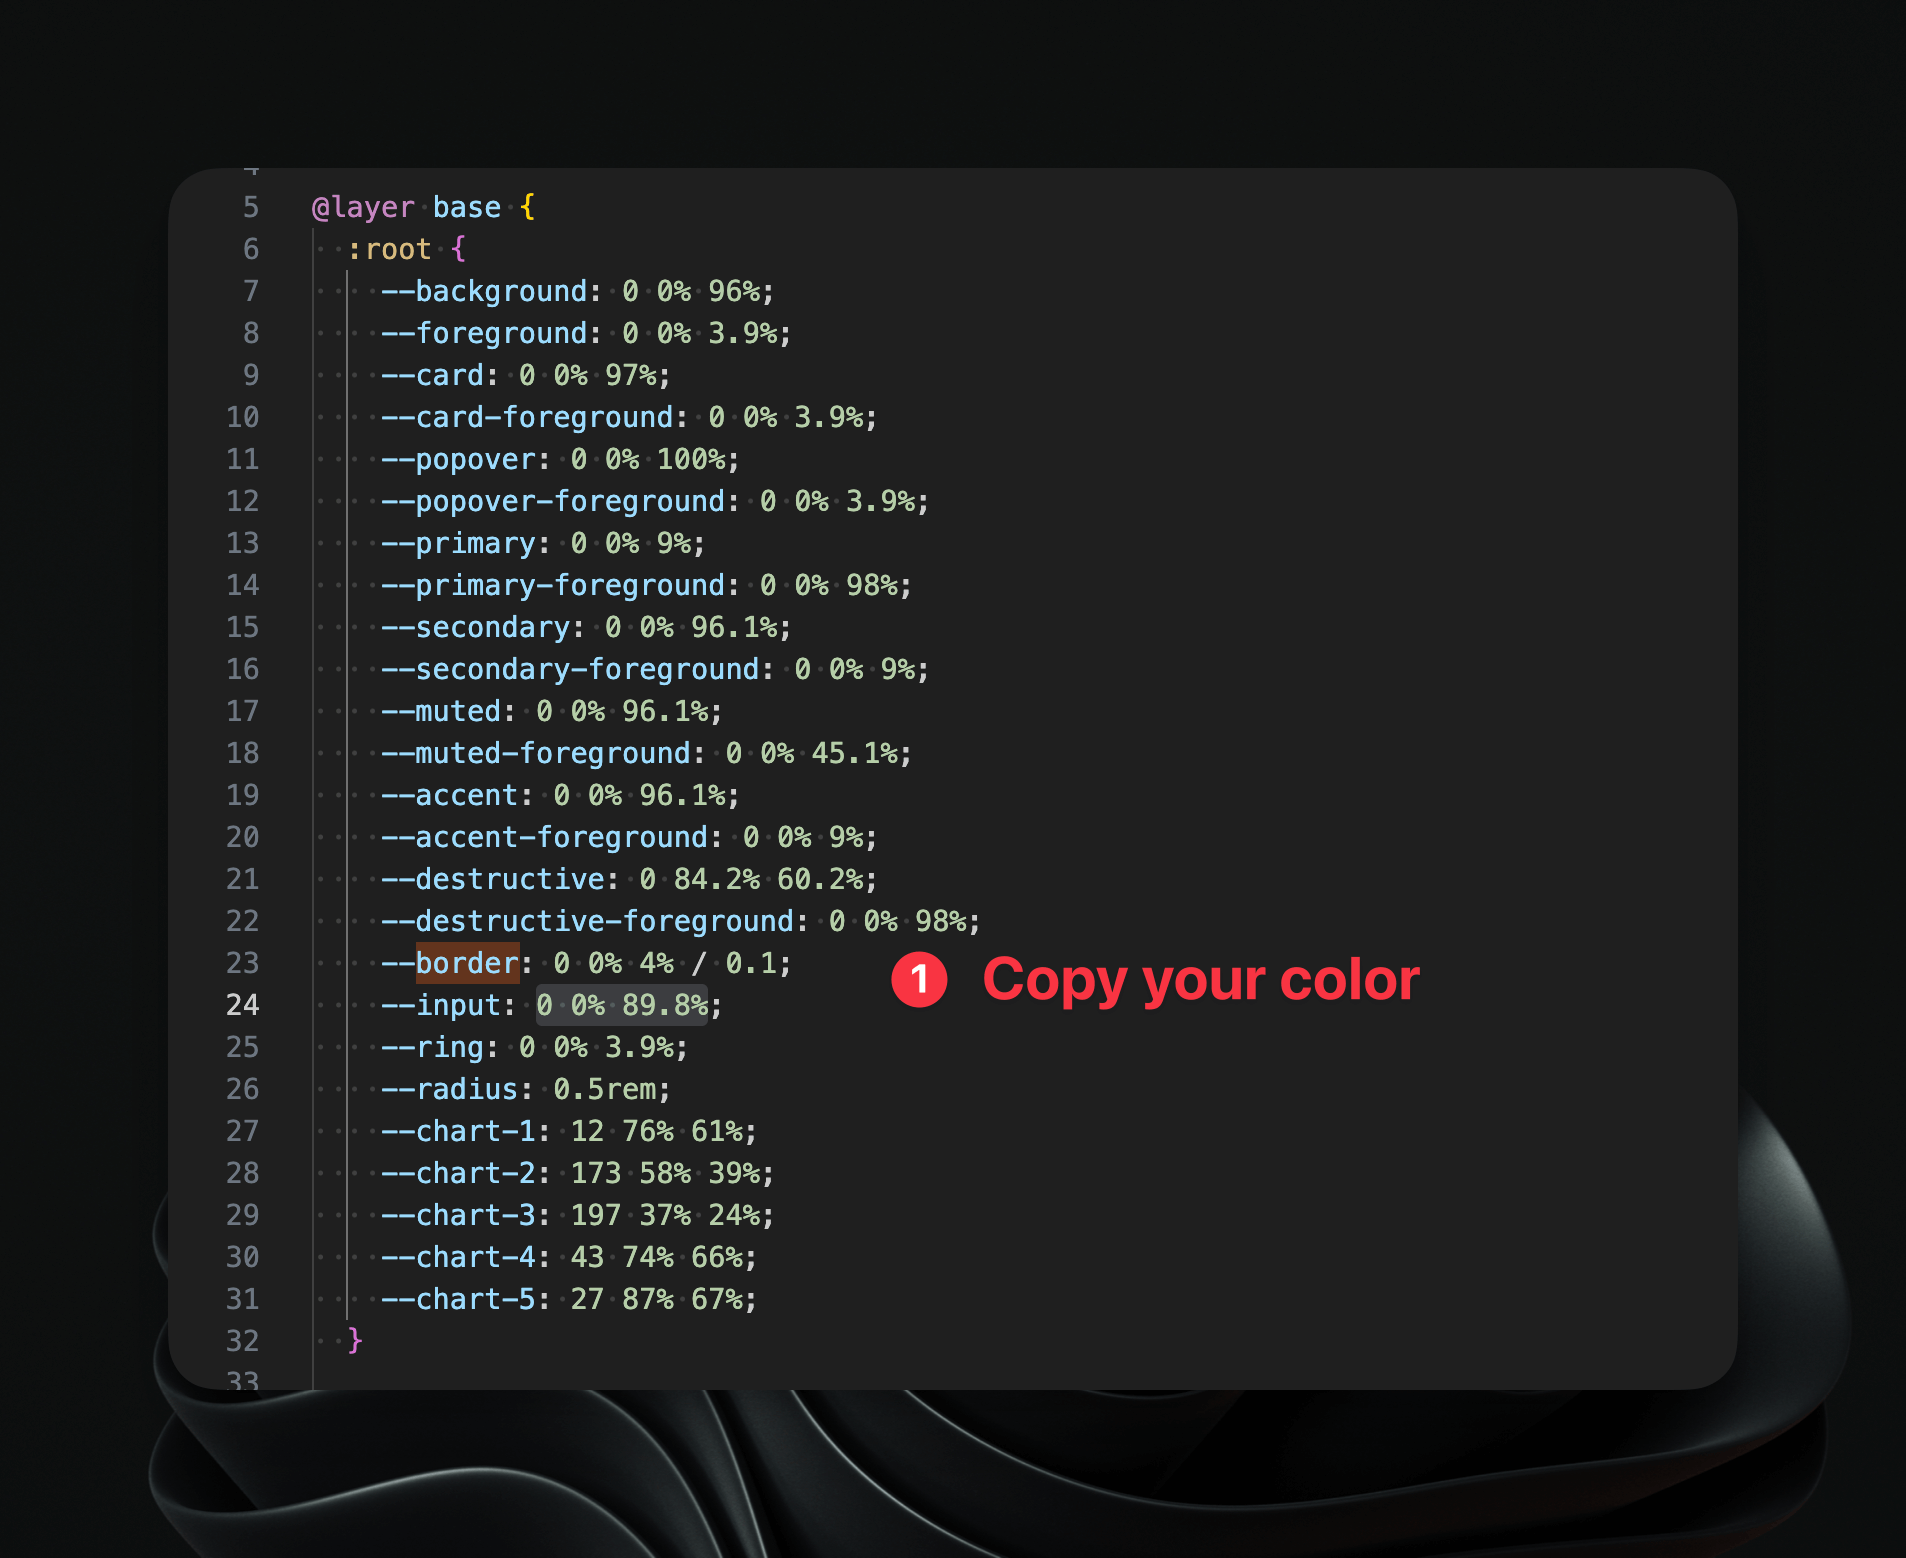 4
5 @layer base {
6 :root {
7 --background: 0 0% 96%;
8 --foreground: 0 0% 3.9%;
9 --card: 0 0% 97%;
10 --card-foreground: 0 0% 3.9%;
11 --popover: 0 0% 100%;
12 --popover-foreground: 0 0% 3.9%;
13 --primary: 0 0% 9%;
14 --primary-foreground: 0 0% 98%;
15 --secondary: 0 0% 96.1%;
16 --secondary-foreground: 0 0% 9%;
17 --muted: 0 0% 96.1%;
18 --muted-foreground: 0 0% 45.1%;
19 --accent: 0 0% 96.1%;
20 --accent-foreground: 0 0% 9%;
21 --destructive: 0 84.2% 60.2%;
22 --destructive-foreground: 0 0% 98%;
23 --border: 0 0% 4% / 0.1;
1 Copy your color
24 --input: 0 0% 89.8%;
25 --ring: 0 0% 3.9%;
26 --radius: 0.5rem;
27 --chart-1: 12 76% 61%;
28 --chart-2: 173 58% 39%;
29 --chart-3: 197 37% 24%;
30 --chart-4: 43 74% 66%;
31 --chart-5: 27 87% 67%;
32 }
33